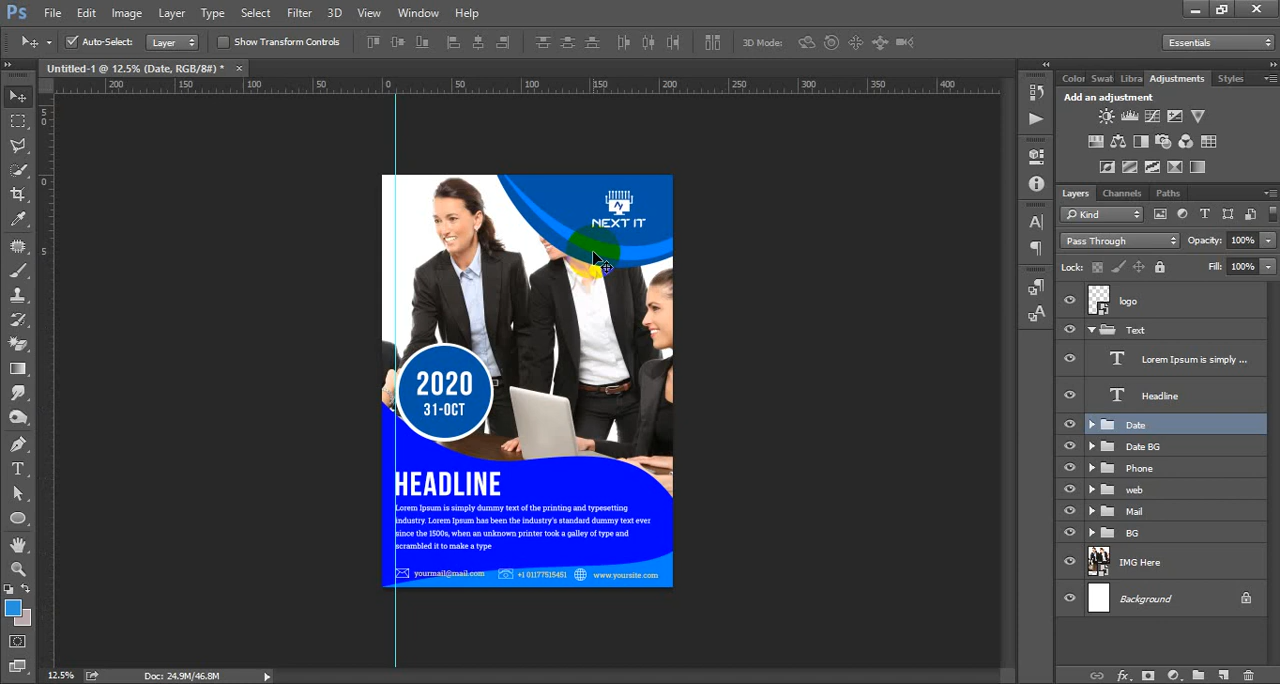 Ps File Edit Image Layer Type Select Filter 3D View Window Help
Auto-Select: Layer Show Transform Controls 3D Mode: Essentials
Untitled-1 @ 12.5% (Date, RGB/8#) * ×
200 150 100 50 0 50 100 150 200 250 300 350 400
5
0
0
5
NEXT IT
2020
31-OCT
HEADLINE
Lorem Ipsum is simply dummy text of the printing and typesetting
industry. Lorem Ipsum has been the industry's standard dummy text ever
since the 1500s, when an unknown printer took a galley of type and
scrambled it to make a type
yourmail@mail.com +1 01177515451 www.yoursite.com
Color Swat Libra Adjustments Styles
Add an adjustment
Layers Channels Paths
Kind
Pass Through Opacity: 100%
Lock: Fill: 100%
logo
Text
Lorem Ipsum is simply ...
Headline
Date
Date BG
Phone
web
Mail
BG
IMG Here
Background
12.5% Doc: 24.9M/46.8M